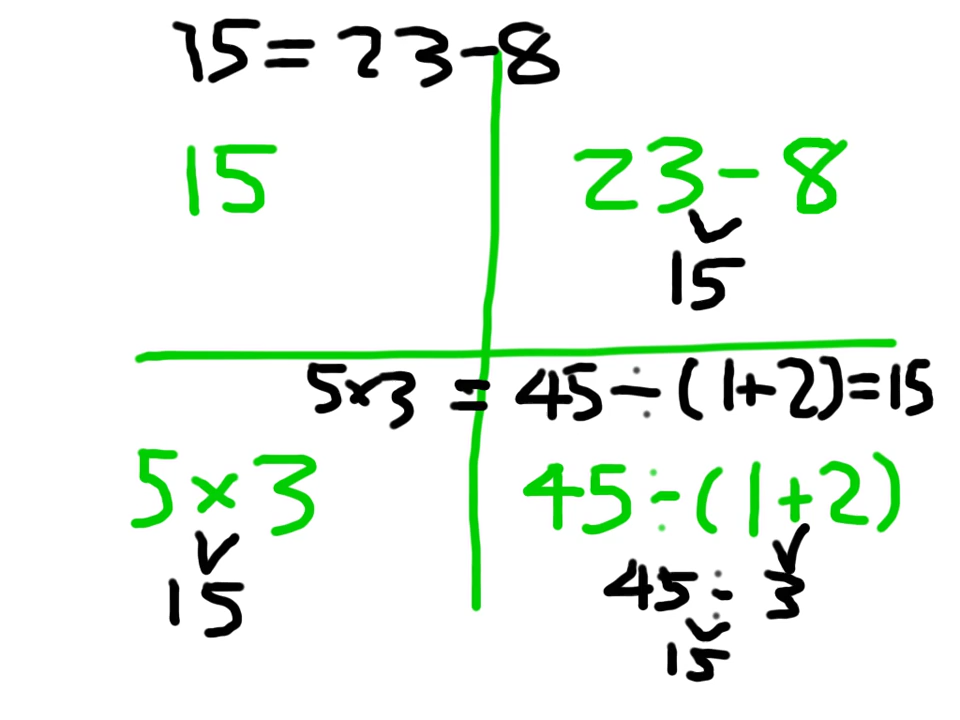 15 = 23 - 8
15
23 - 8
15
5 × 3 = 45 ÷ (1 + 2) = 15
5 × 3
45 ÷ (1 + 2)
15
45 ÷ 3
15